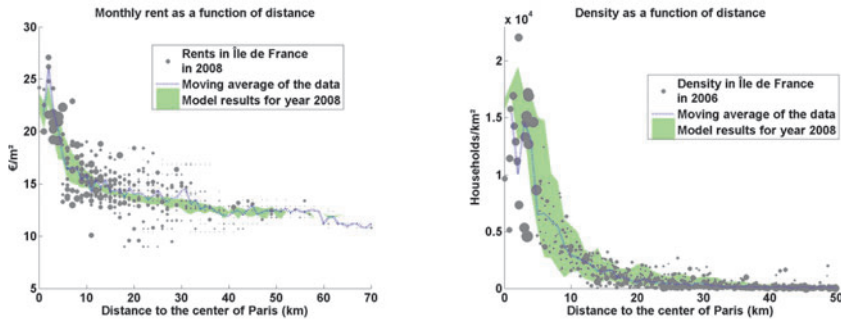 Monthly rent as a function of distance
30
25
20
15
10
5
€/m²
Rents in Île de France
in 2008
Moving average of the data
Model results for year 2008
0 10 20 30 40 50 60 70
Distance to the center of Paris (km)
Density as a function of distance
x 10⁴
2
1.5
1
0.5
0
Households/km²
Density in Île de France
in 2006
Moving average of the data
Model results for year 2008
0 10 20 30 40 50
Distance to the center of Paris (km)